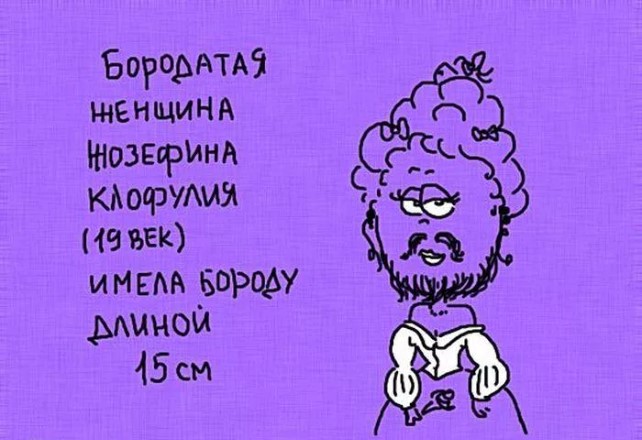 БОРОДАТАЯ
ЖЕНЩИНА
ЖОЗЕФИНА
КЛОФУЛИЯ
(19 ВЕК)
ИМЕЛА БОРОДУ
ДЛИНОЙ
15 СМ